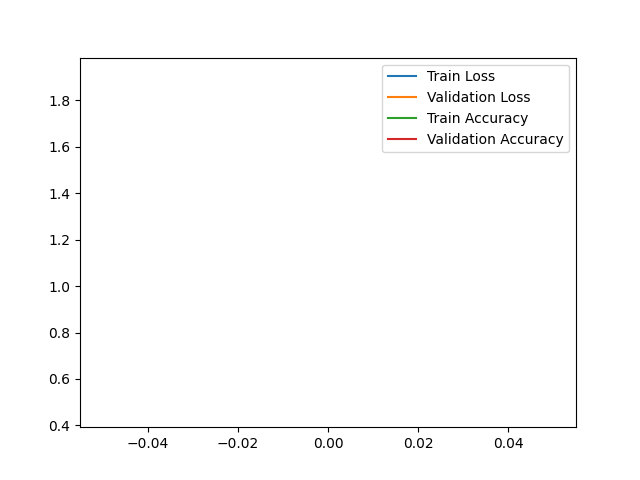 Train Loss
Validation Loss
Train Accuracy
Validation Accuracy
1.8
1.6
1.4
1.2
1.0
0.8
0.6
0.4
−0.04 −0.02 0.00 0.02 0.04